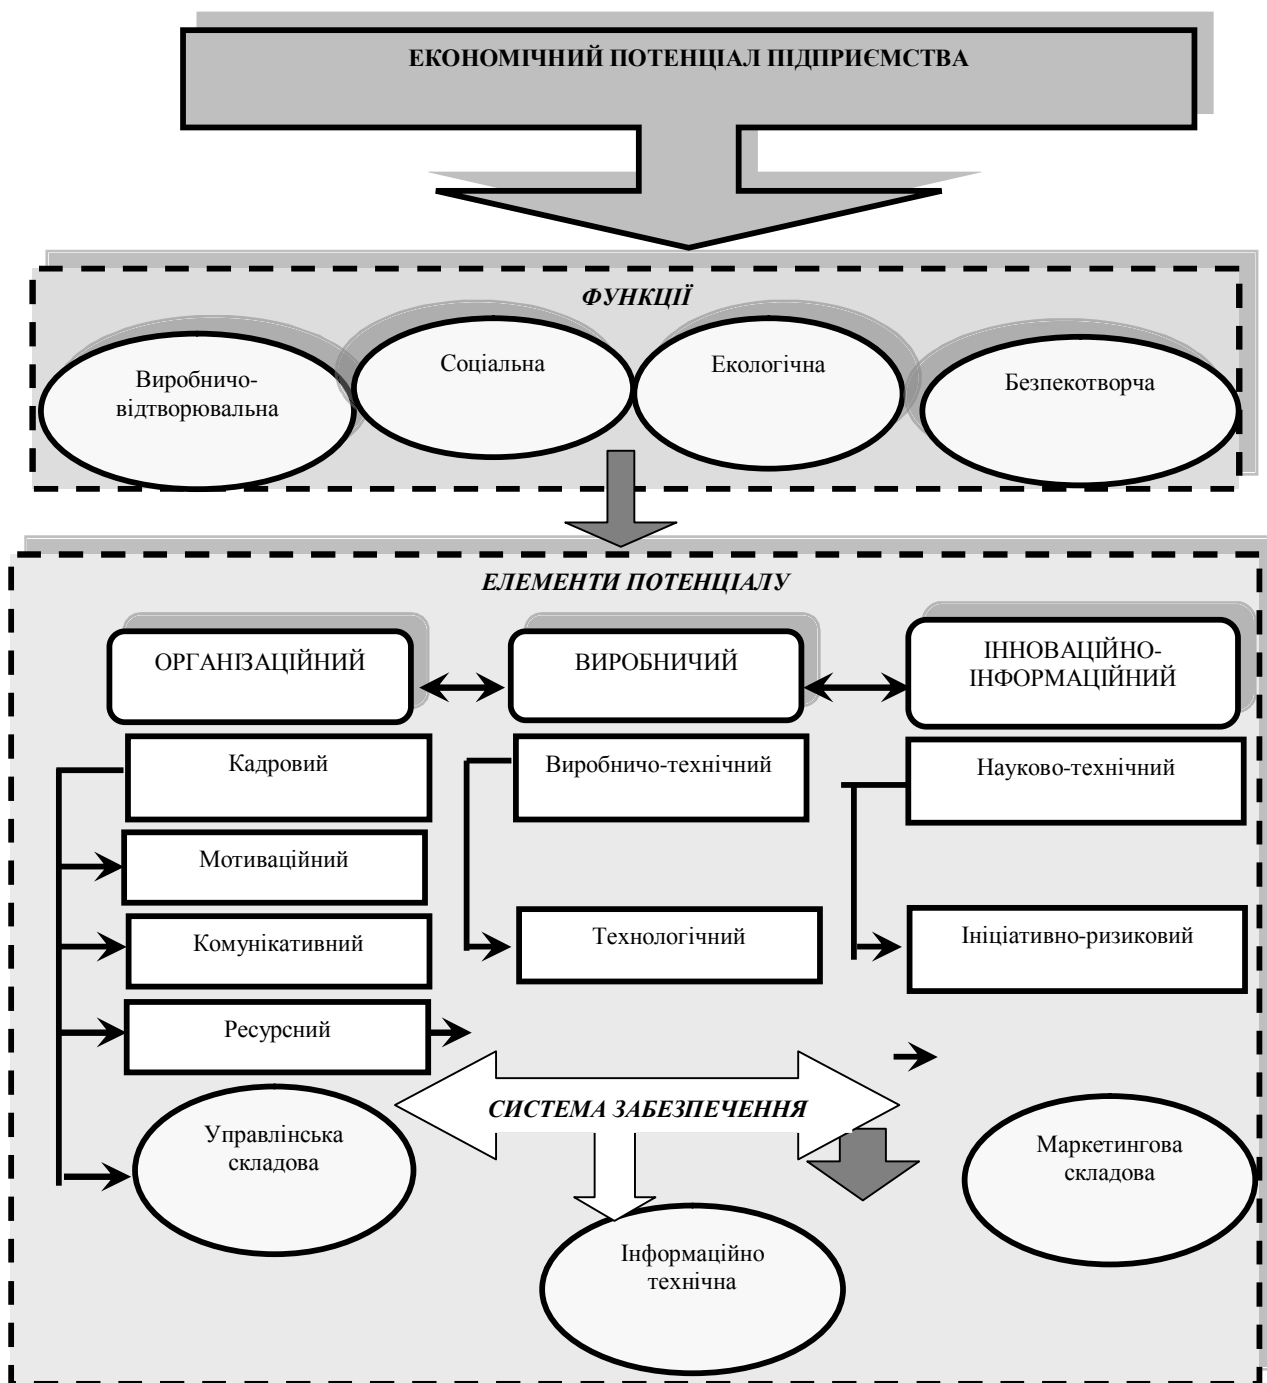 ЕКОНОМІЧНИЙ ПОТЕНЦІАЛ ПІДПРИЄМСТВА
ФУНКЦІЇ
Виробничо-
відтворювальна
Соціальна
Екологічна
Безпекотворча
ЕЛЕМЕНТИ ПОТЕНЦІАЛУ
ОРГАНІЗАЦІЙНИЙ
ВИРОБНИЧИЙ
ІННОВАЦІЙНО-
ІНФОРМАЦІЙНИЙ
Кадровий
Виробничо-технічний
Науково-технічний
Мотиваційний
Комунікативний
Технологічний
Ініціативно-ризиковий
Ресурсний
СИСТЕМА ЗАБЕЗПЕЧЕННЯ
Управлінська
складова
Маркетингова
складова
Інформаційно
технічна